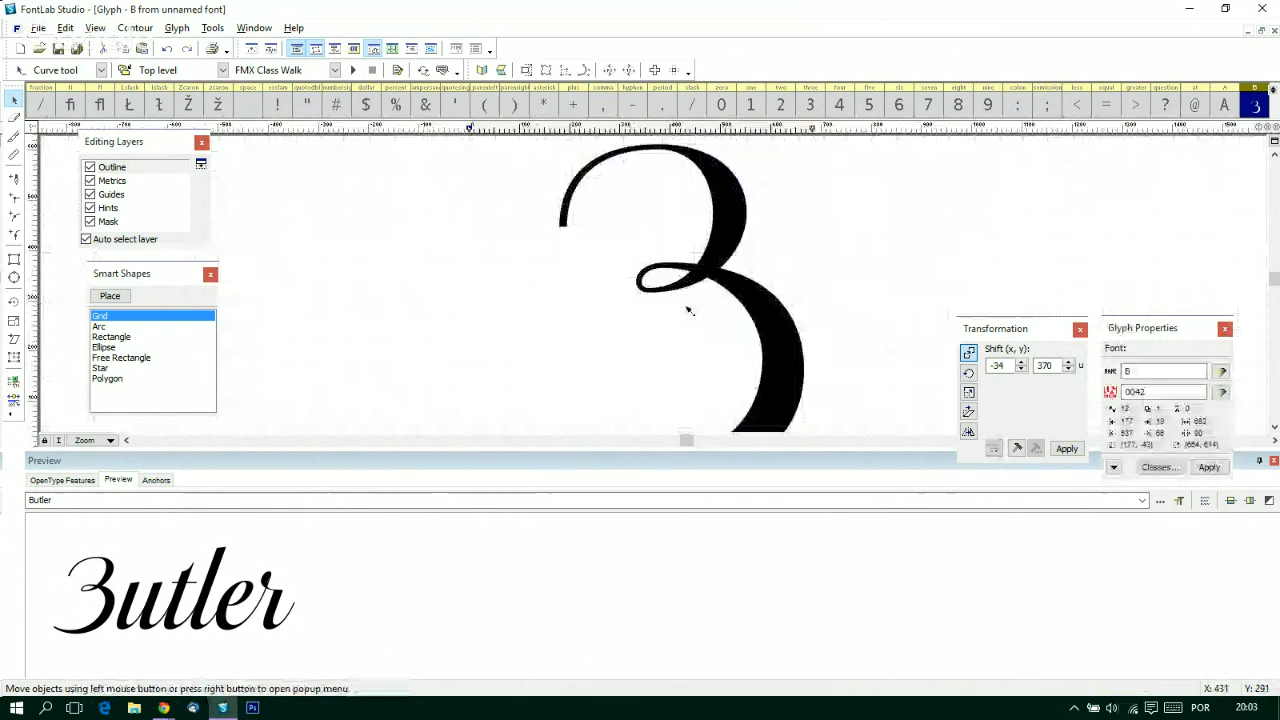 FontLab Studio - [Glyph - B from unnamed font]
File Edit View Contour Glyph Tools Window Help
Curve tool Top level FMX Class Walk
fraction fi fl Lslash lslash Zcaron zcaron space exclam quotedbl numbersign dollar percent ampersand quotesing parenleft parenright asterisk plus comma hyphen period slash zero one two three four five six seven eight nine colon semicolon less equal greater question at A B
/ fi fl Ł ł Ž ž ! " # $ % & ' ( ) * + , - . / 0 1 2 3 4 5 6 7 8 9 : ; < = > ? @ A
Editing Layers
Outline
Metrics
Guides
Hints
Mask
Auto select layer
Smart Shapes
Place
Grid
Arc
Rectangle
Ellipse
Free Rectangle
Star
Polygon
Transformation
Shift (x, y):
-34 370 u
Apply
Glyph Properties
Font:
B
0042
Classes... Apply
Zoom
Preview
OpenType Features Preview Anchors
Butler
Butler
Move objects using left mouse button or press right button to open popup menu. X: 431 Y: 291
POR 20:03